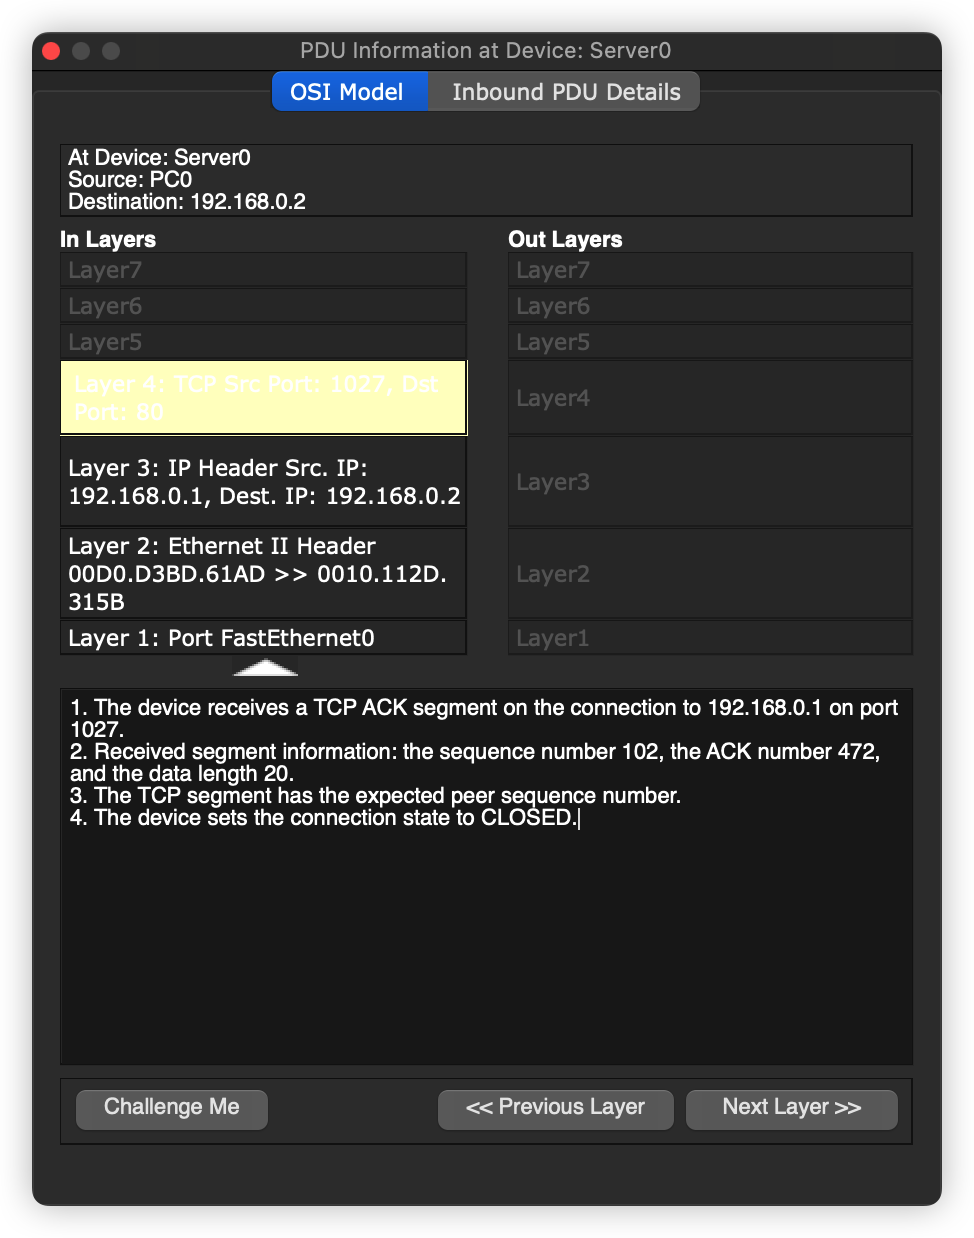 PDU Information at Device: Server0
OSI Model
Inbound PDU Details
At Device: Server0
Source: PC0
Destination: 192.168.0.2
In Layers
Layer7
Layer6
Layer5
Layer 4: TCP Src Port: 1027, Dst
Port: 80
Layer 3: IP Header Src. IP:
192.168.0.1, Dest. IP: 192.168.0.2
Layer 2: Ethernet II Header
00D0.D3BD.61AD >> 0010.112D.
315B
Layer 1: Port FastEthernet0
Out Layers
Layer7
Layer6
Layer5
Layer4
Layer3
Layer2
Layer1
1. The device receives a TCP ACK segment on the connection to 192.168.0.1 on port
1027.
2. Received segment information: the sequence number 102, the ACK number 472,
and the data length 20.
3. The TCP segment has the expected peer sequence number.
4. The device sets the connection state to CLOSED.
Challenge Me
<< Previous Layer
Next Layer >>